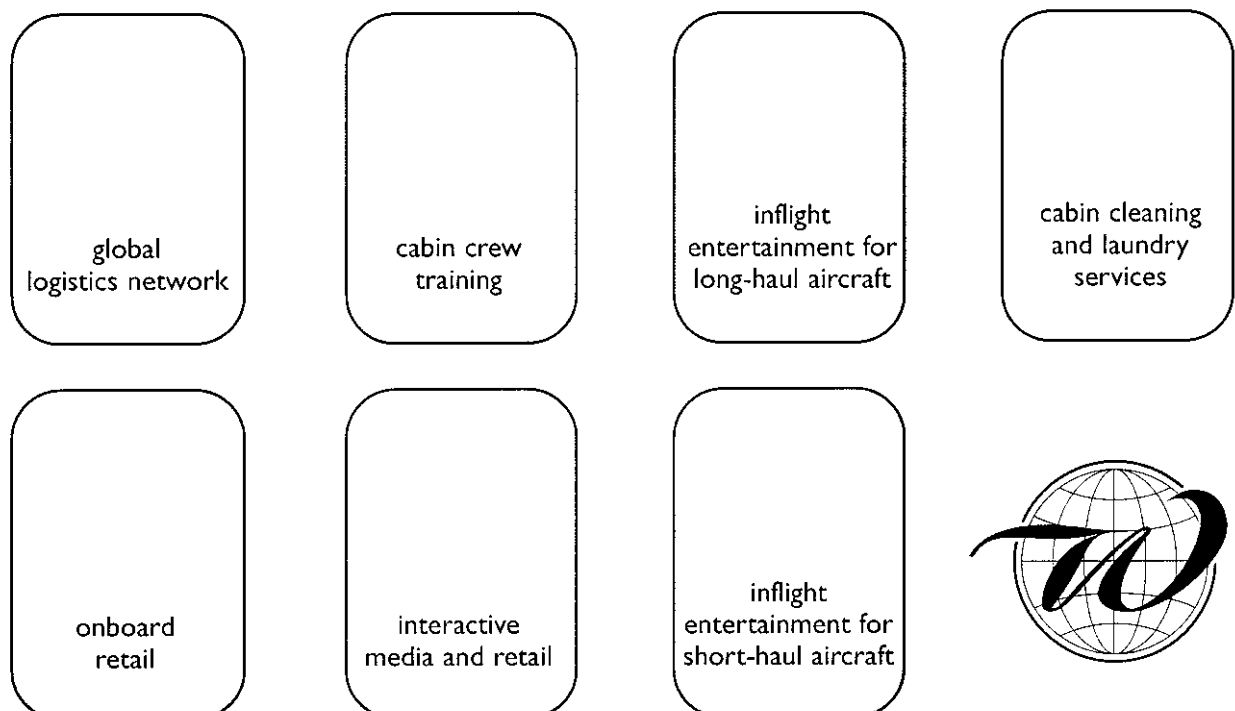 global
logistics network
cabin crew
training
inflight
entertainment for
long-haul aircraft
cabin cleaning
and laundry
services
onboard
retail
interactive
media and retail
inflight
entertainment for
short-haul aircraft
W